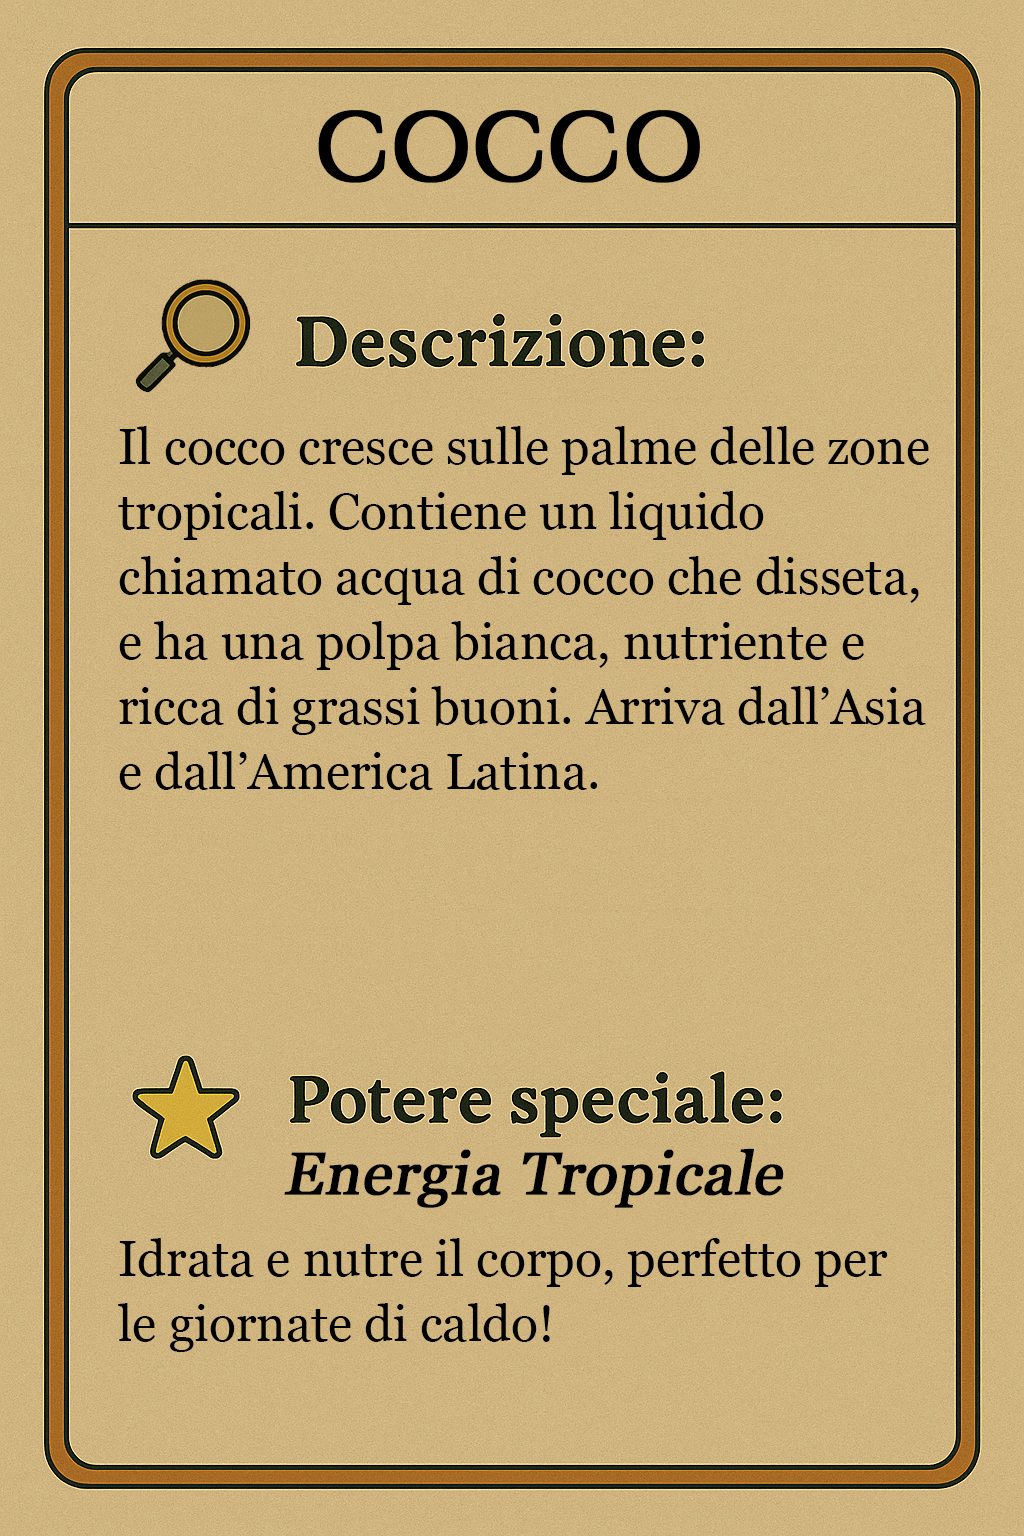 COCCO
Descrizione:
Il cocco cresce sulle palme delle zone
tropicali. Contiene un liquido
chiamato acqua di cocco che disseta,
e ha una polpa bianca, nutriente e
ricca di grassi buoni. Arriva dall’Asia
e dall’America Latina.
Potere speciale:
Energia Tropicale
Idrata e nutre il corpo, perfetto per
le giornate di caldo!